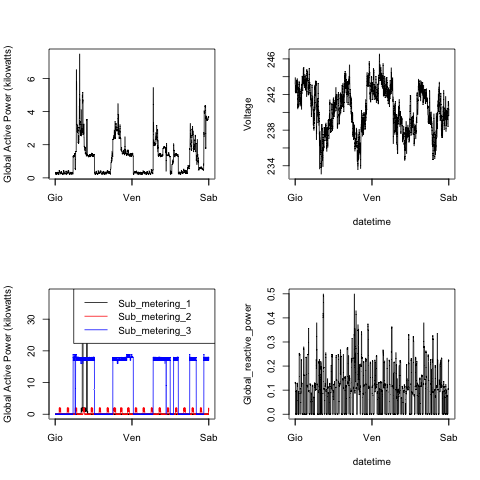 Global Active Power (kilowatts)
0 2 4 6
Gio Ven Sab
Voltage
234 238 242 246
Gio Ven Sab
datetime
Global Active Power (kilowatts)
0 10 20 30
Sub_metering_1
Sub_metering_2
Sub_metering_3
Gio Ven Sab
Global_reactive_power
0.0 0.1 0.2 0.3 0.4 0.5
Gio Ven Sab
datetime